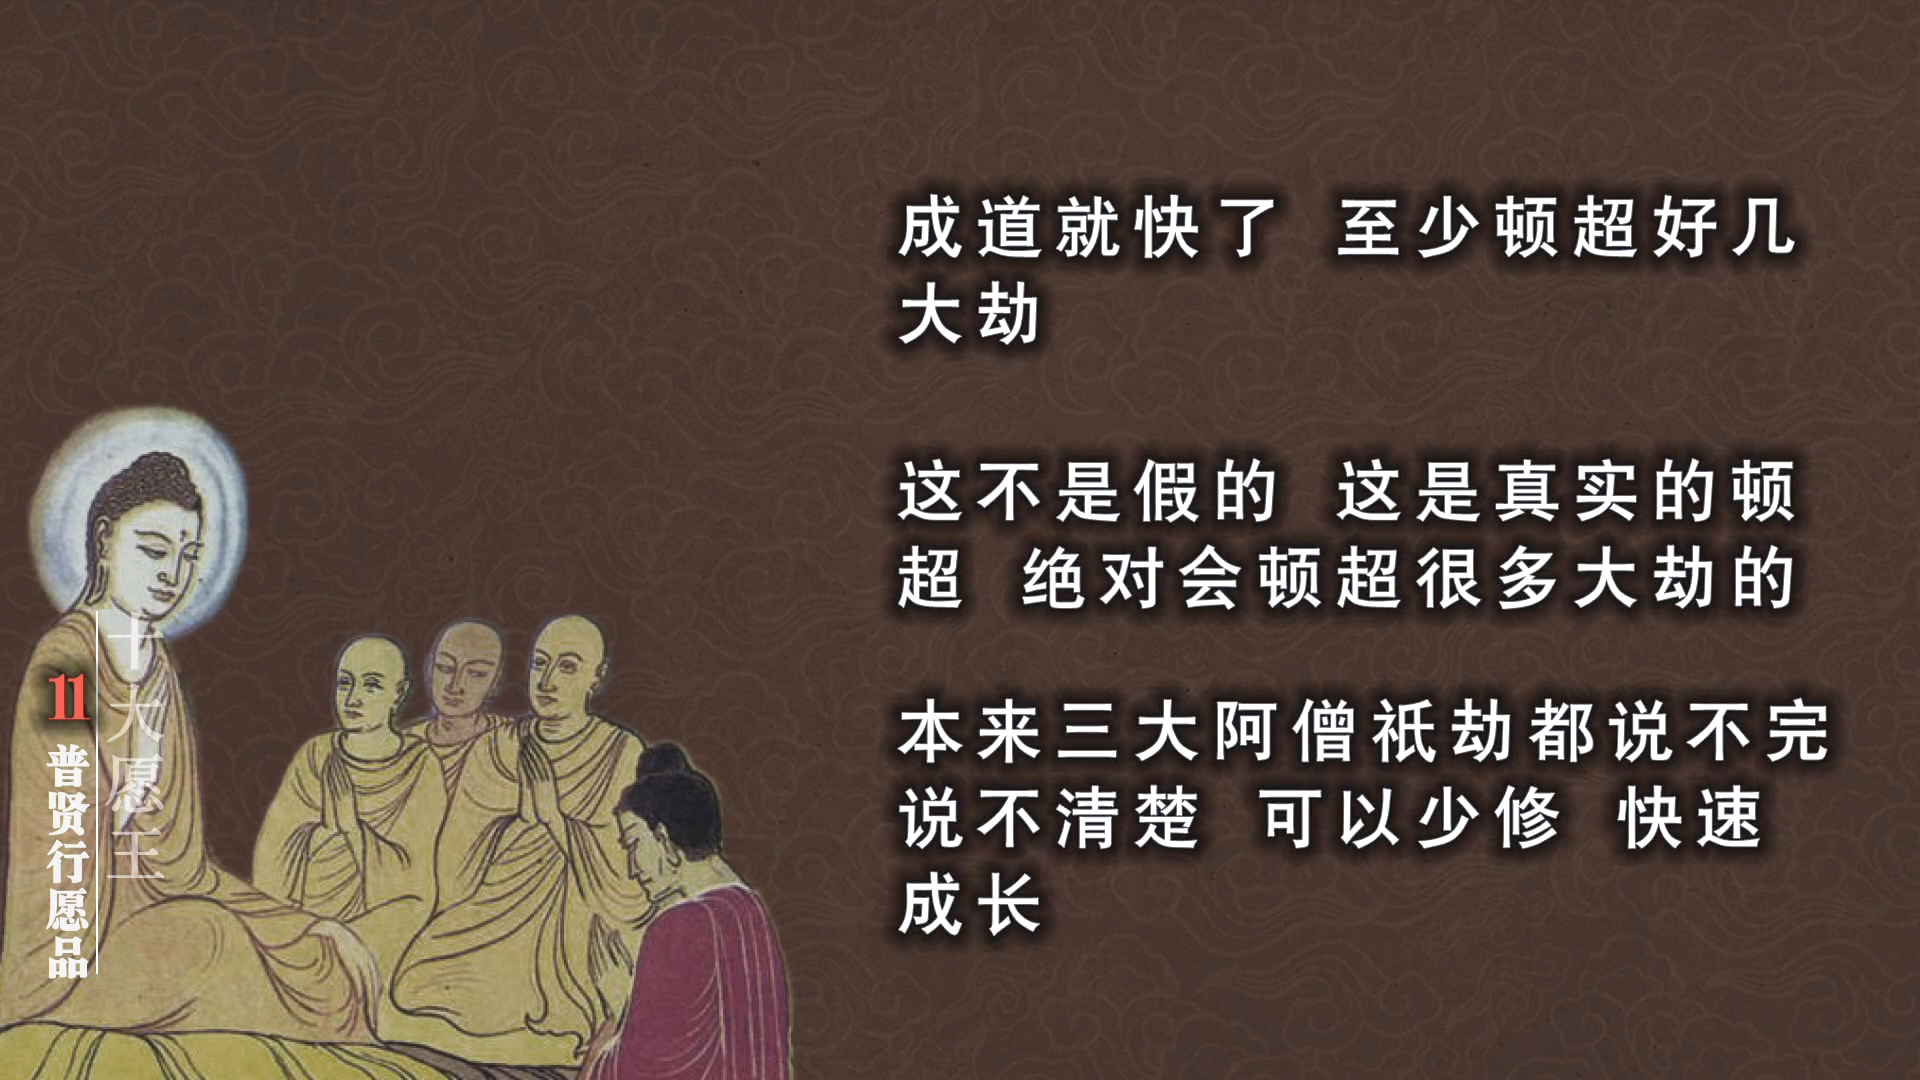 成道就快了 至少顿超好几
大劫
这不是假的 这是真实的顿
超 绝对会顿超很多大劫的
本来三大阿僧祇劫都说不完
说不清楚 可以少修 快速
成长
十大愿王
11
普贤行愿品